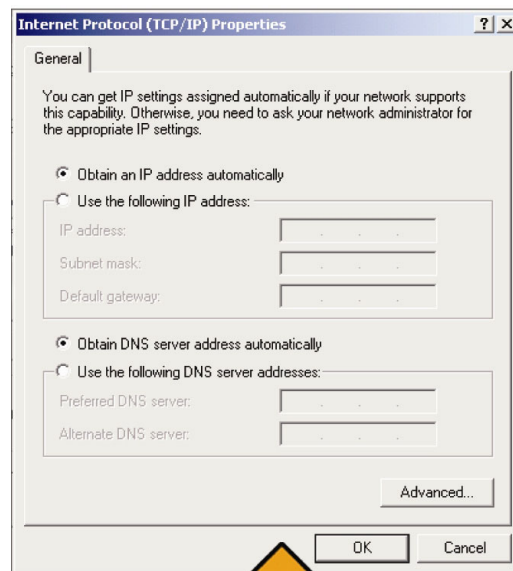 Internet Protocol (TCP/IP) Properties
General
You can get IP settings assigned automatically if your network supports
this capability. Otherwise, you need to ask your network administrator for
the appropriate IP settings.
Obtain an IP address automatically
Use the following IP address:
IP address:
Subnet mask:
Default gateway:
Obtain DNS server address automatically
Use the following DNS server addresses:
Preferred DNS server:
Alternate DNS server:
Advanced...
OK Cancel